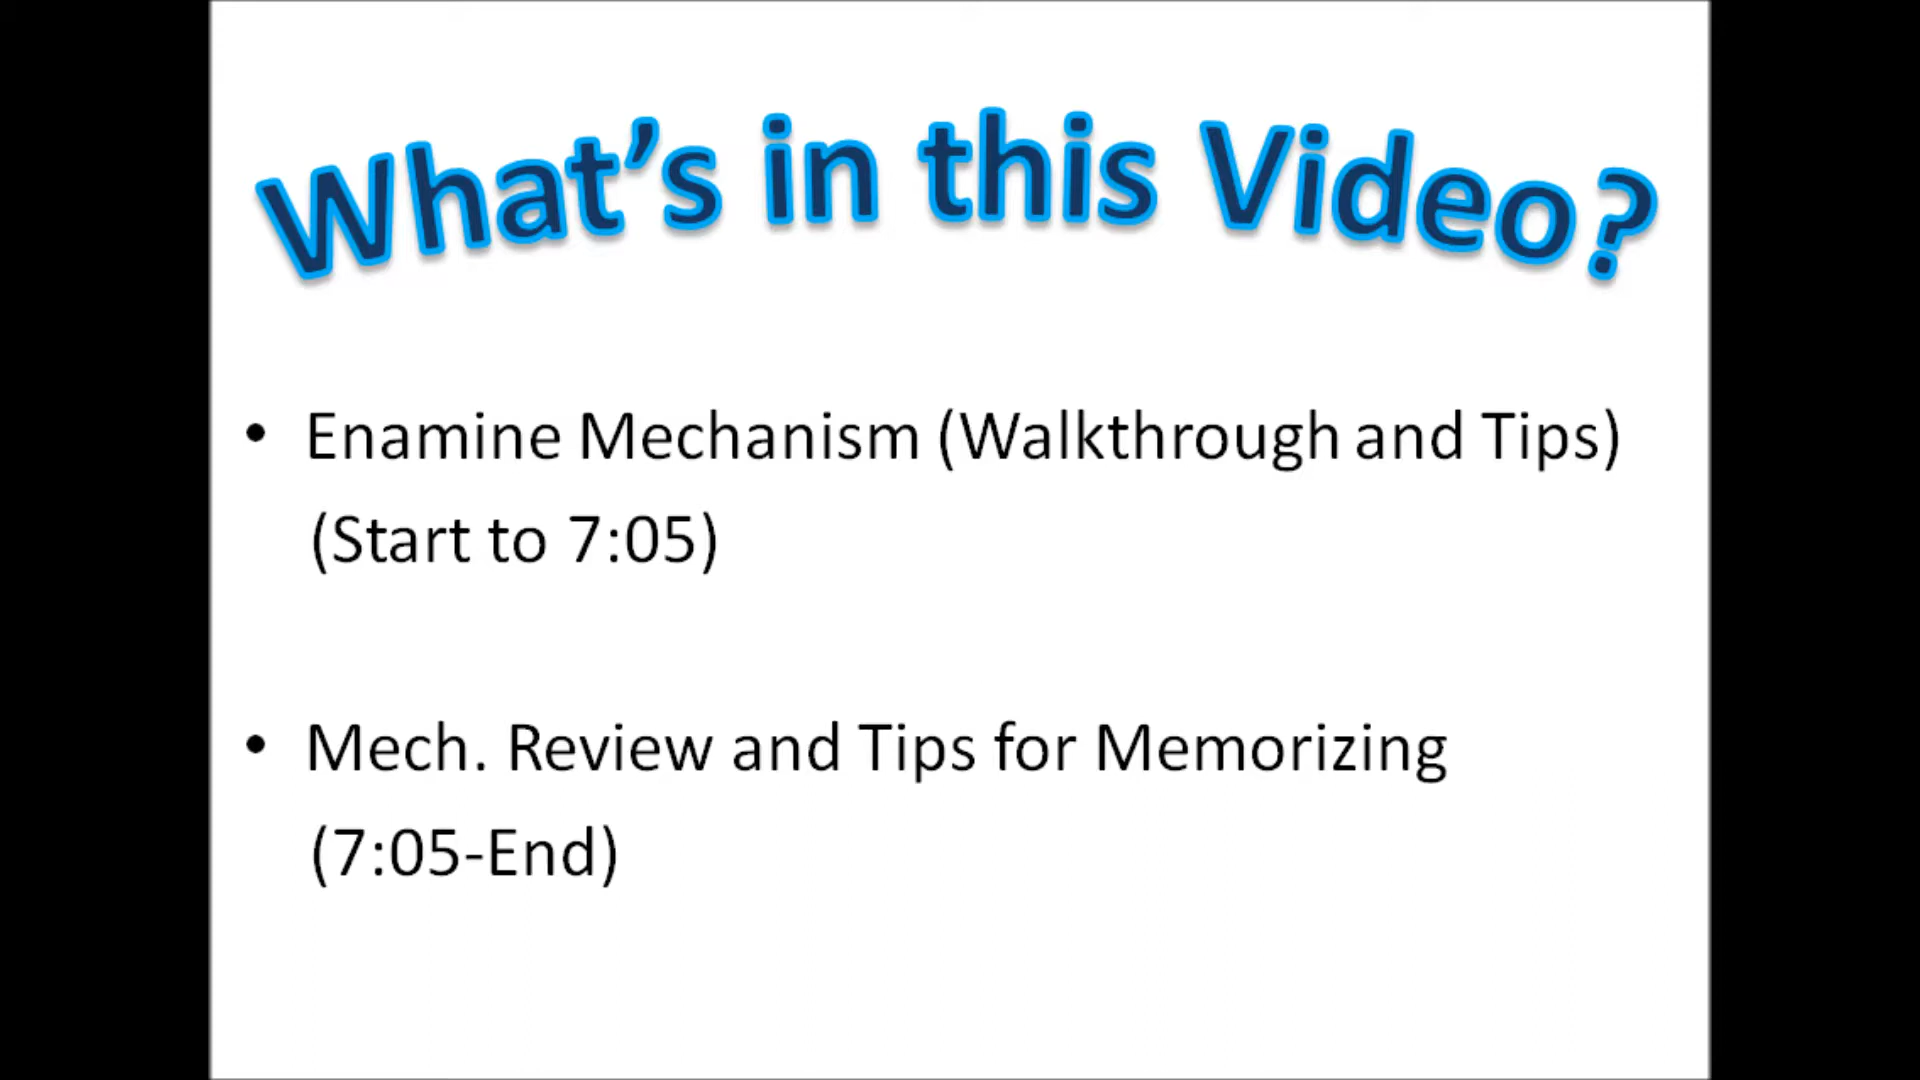 What's in this Video?
• Enamine Mechanism (Walkthrough and Tips)
(Start to 7:05)
• Mech. Review and Tips for Memorizing
(7:05-End)